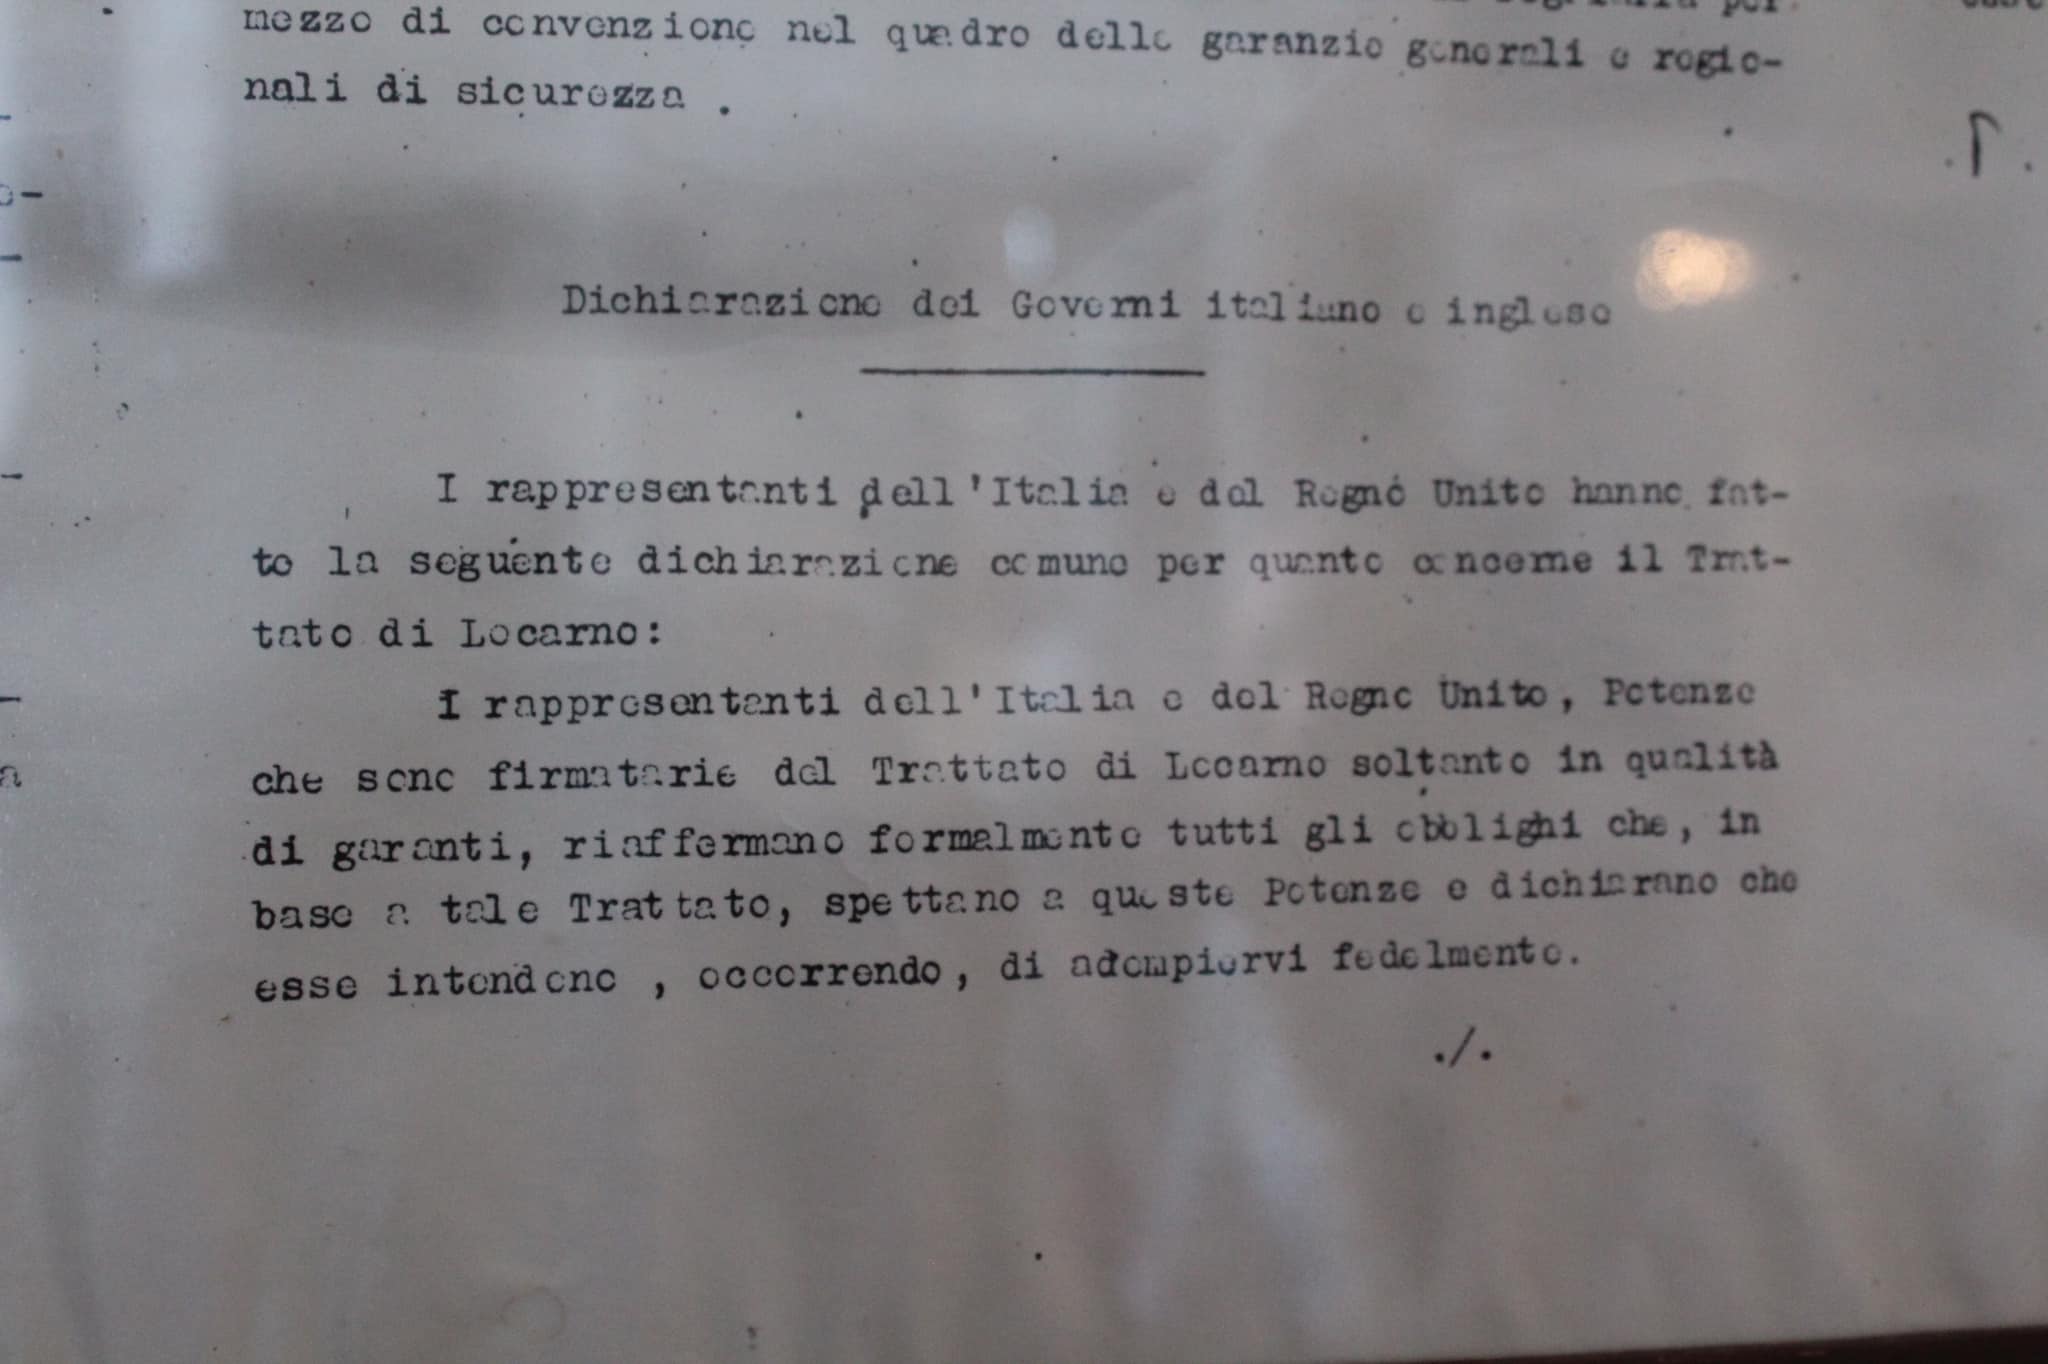 mezzo di convenzione nel quadro delle garanzie generali e regio-
nali di sicurezza .
Dichiarazione dei Governi italiano e inglese
I rappresentanti dell'Italia e del Regno Unito hanno fat-
to la seguente dichiarazione comune per quanto concerne il Trat-
tato di Locarno:
I rappresentanti dell'Italia e del Regno Unito, Potenze
che sono firmatarie del Trattato di Locarno soltanto in qualità
di garanti, riaffermano formalmente tutti gli obblighi che, in
base a tale Trattato, spettano a queste Potenze e dichiarano che
esse intendono , occorrendo, di adempiervi fedelmente.
./.